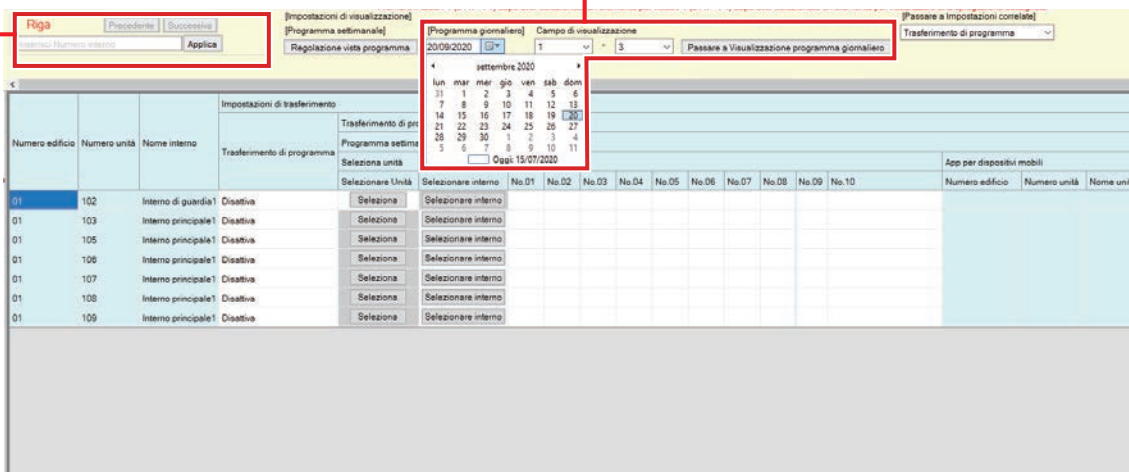 Riga
Precedente
Successiva
Inserisci Numero interno
Applica
[Impostazioni di visualizzazione]
[Programma settimanale]
Regolazione vista programma
[Programma giornaliero]
Campo di visualizzazione
20/09/2020
1
-
3
Passare a Visualizzazione programma giornaliero
[Passare a Impostazioni correlate]
Trasferimento di programma
settembre 2020
lun mar mer gio ven sab dom
31 1 2 3 4 5 6
7 8 9 10 11 12 13
14 15 16 17 18 19 20
21 22 23 24 25 26 27
28 29 30 1 2 3 4
5 6 7 8 9 10 11
Oggi: 15/07/2020
Impostazioni di trasferimento
Trasferimento di pro
Numero edificio Numero unità Nome interno
Trasferimento di programma
Programma settima
Seleziona unità
App per dispositivi mobili
Selezionare Unità Selezionare interno No.01 No.02 No.03 No.04 No.05 No.06 No.07 No.08 No.09 No.10 Numero edificio Numero unità Nome uni
01 102 Interno di guardia1 Disattiva Seleziona Selezionare interno
01 103 Interno principale1 Disattiva Seleziona Selezionare interno
01 105 Interno principale1 Disattiva Seleziona Selezionare interno
01 106 Interno principale1 Disattiva Seleziona Selezionare interno
01 107 Interno principale1 Disattiva Seleziona Selezionare interno
01 108 Interno principale1 Disattiva Seleziona Selezionare interno
01 109 Interno principale1 Disattiva Seleziona Selezionare interno